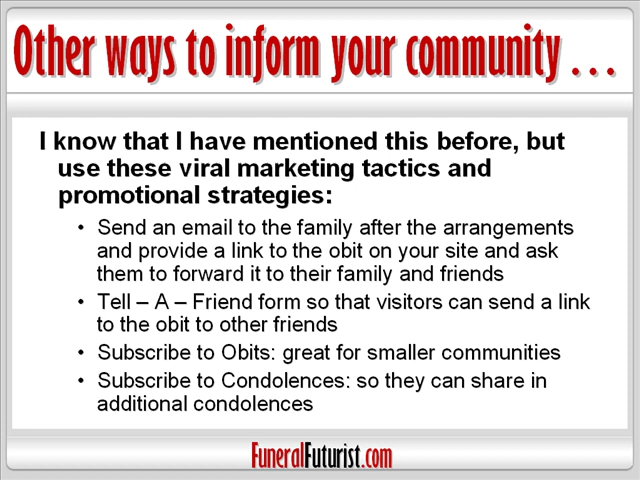 Other ways to inform your community ...
I know that I have mentioned this before, but
use these viral marketing tactics and
promotional strategies:
• Send an email to the family after the arrangements
and provide a link to the obit on your site and ask
them to forward it to their family and friends
• Tell – A – Friend form so that visitors can send a link
to the obit to other friends
• Subscribe to Obits: great for smaller communities
• Subscribe to Condolences: so they can share in
additional condolences
FuneralFuturist.com